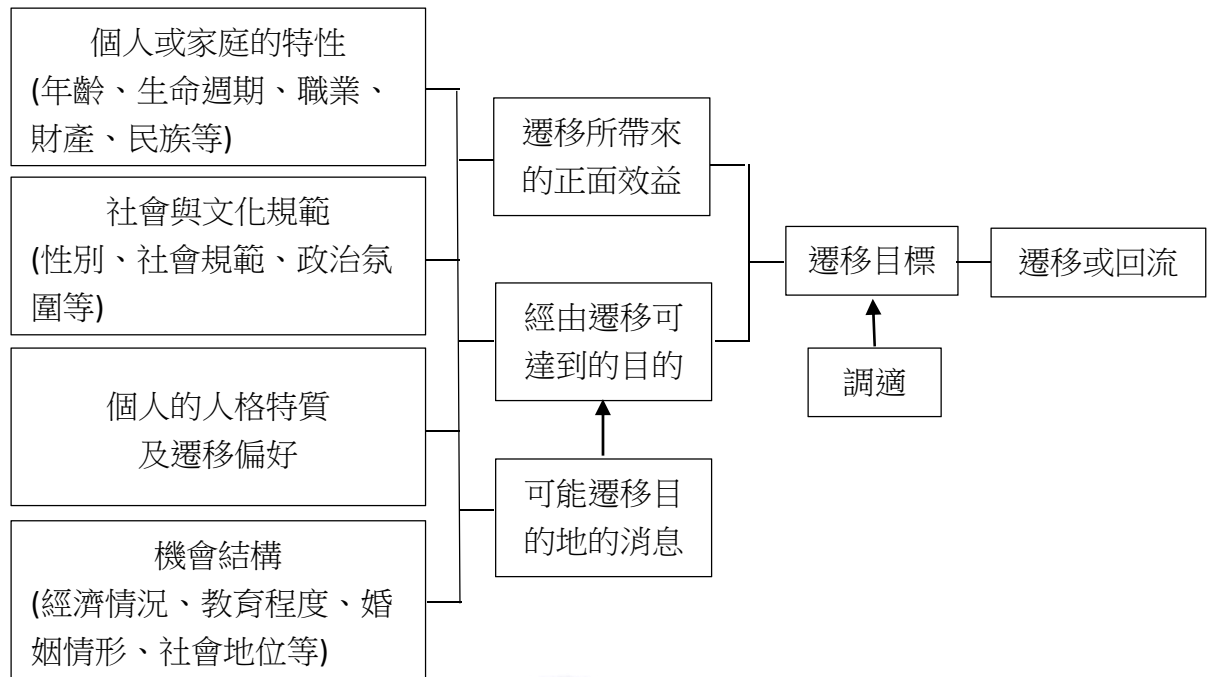 個人或家庭的特性
(年齡、生命週期、職業、
財產、民族等)
社會與文化規範
(性別、社會規範、政治氛
圍等)
個人的人格特質
及遷移偏好
機會結構
(經濟情況、教育程度、婚
姻情形、社會地位等)
遷移所帶來
的正面效益
經由遷移可
達到的目的
可能遷移目
的地的消息
遷移目標
調適
遷移或回流